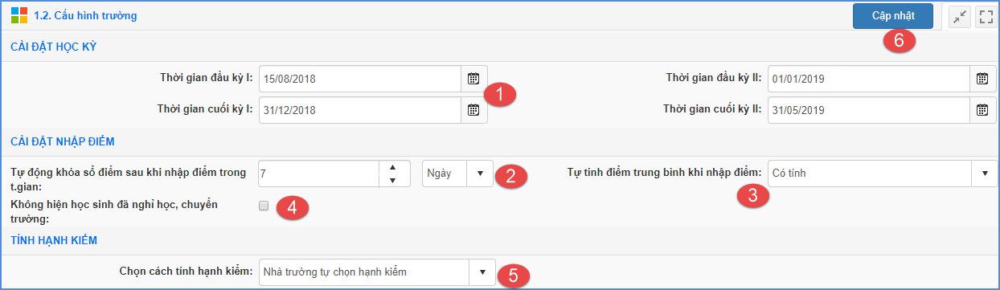 1.2. Cấu hình trường
Cập nhật
6
CÀI ĐẶT HỌC KỲ
Thời gian đầu kỳ I: 15/08/2018
Thời gian đầu kỳ II: 01/01/2019
1
Thời gian cuối kỳ I: 31/12/2018
Thời gian cuối kỳ II: 31/05/2019
CÀI ĐẶT NHẬP ĐIỂM
Tự động khóa sổ điểm sau khi nhập điểm trong
t.gian:
7
Ngày
2
Tự tính điểm trung bình khi nhập điểm: Có tính
3
Không hiện học sinh đã nghỉ học, chuyển
trường:
4
TÍNH HẠNH KIỂM
Chọn cách tính hạnh kiểm: Nhà trường tự chọn hạnh kiểm
5